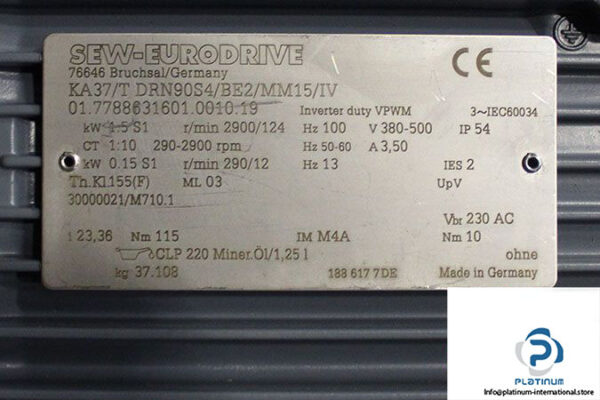 SEW-EURODRIVE
76646 Bruchsal/Germany
CE
KA37/T DRN90S4/BE2/MM15/IV
01.7788631601.0010.19 Inverter duty VPWM 3~IEC60034
kW 1.5 S1 r/min 2900/124 Hz 100 V 380-500 IP 54
CT 1:10 290-2900 rpm Hz 50-60 A 3,50
kW 0.15 S1 r/min 290/12 Hz 13 IES 2
Th.Kl.155(F) ML 03 UpV
30000021/M710.1
Vbr 230 AC
i 23,36 Nm 115 IM M4A Nm 10
CLP 220 Miner.Öl/1,25 l ohne
kg 37.108 188 617 7DE Made in Germany
PLATINUM
https://platinum-international.store